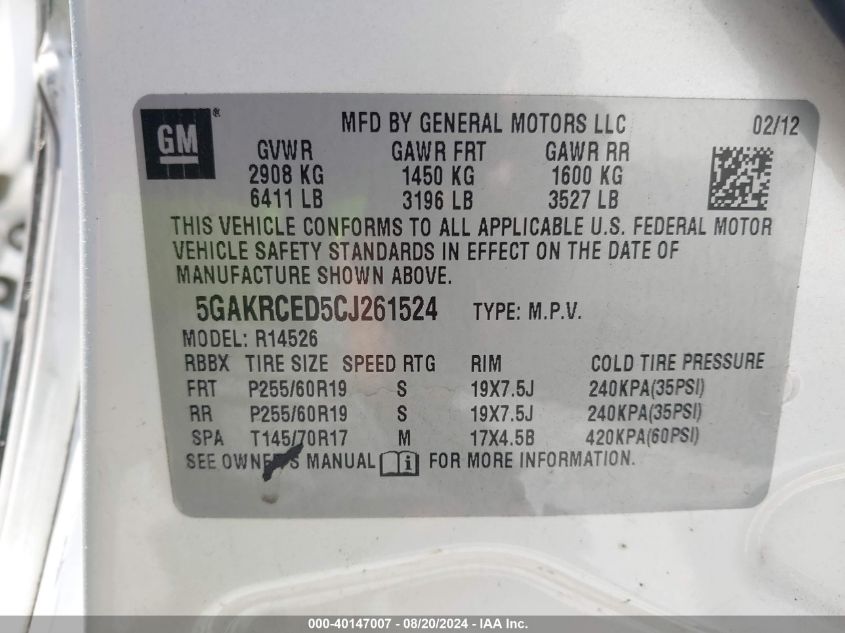 GM ®
MFD BY GENERAL MOTORS LLC 02/12
GVWR GAWR FRT GAWR RR
2908 KG 1450 KG 1600 KG
6411 LB 3196 LB 3527 LB
THIS VEHICLE CONFORMS TO ALL APPLICABLE U.S. FEDERAL MOTOR
VEHICLE SAFETY STANDARDS IN EFFECT ON THE DATE OF
MANUFACTURE SHOWN ABOVE.
5GAKRCED5CJ261524 TYPE: M.P.V.
MODEL: R14526
RBBX TIRE SIZE SPEED RTG RIM COLD TIRE PRESSURE
FRT P255/60R19 S 19X7.5J 240KPA(35PSI)
RR P255/60R19 S 19X7.5J 240KPA(35PSI)
SPA T145/70R17 M 17X4.5B 420KPA(60PSI)
SEE OWNER'S MANUAL i FOR MORE INFORMATION.
000-40147007 - 08/20/2024 - IAA Inc.